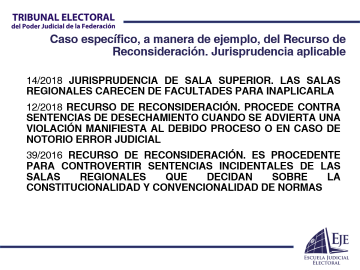 TRIBUNAL ELECTORAL
del Poder Judicial de la Federación
Caso específico, a manera de ejemplo, del Recurso de
Reconsideración. Jurisprudencia aplicable
14/2018 JURISPRUDENCIA DE SALA SUPERIOR. LAS SALAS
REGIONALES CARECEN DE FACULTADES PARA INAPLICARLA
12/2018 RECURSO DE RECONSIDERACIÓN. PROCEDE CONTRA
SENTENCIAS DE DESECHAMIENTO CUANDO SE ADVIERTA UNA
VIOLACIÓN MANIFIESTA AL DEBIDO PROCESO O EN CASO DE
NOTORIO ERROR JUDICIAL
39/2016 RECURSO DE RECONSIDERACIÓN. ES PROCEDENTE
PARA CONTROVERTIR SENTENCIAS INCIDENTALES DE LAS
SALAS REGIONALES QUE DECIDAN SOBRE LA
CONSTITUCIONALIDAD Y CONVENCIONALIDAD DE NORMAS
EJE
ESCUELA JUDICIAL
ELECTORAL